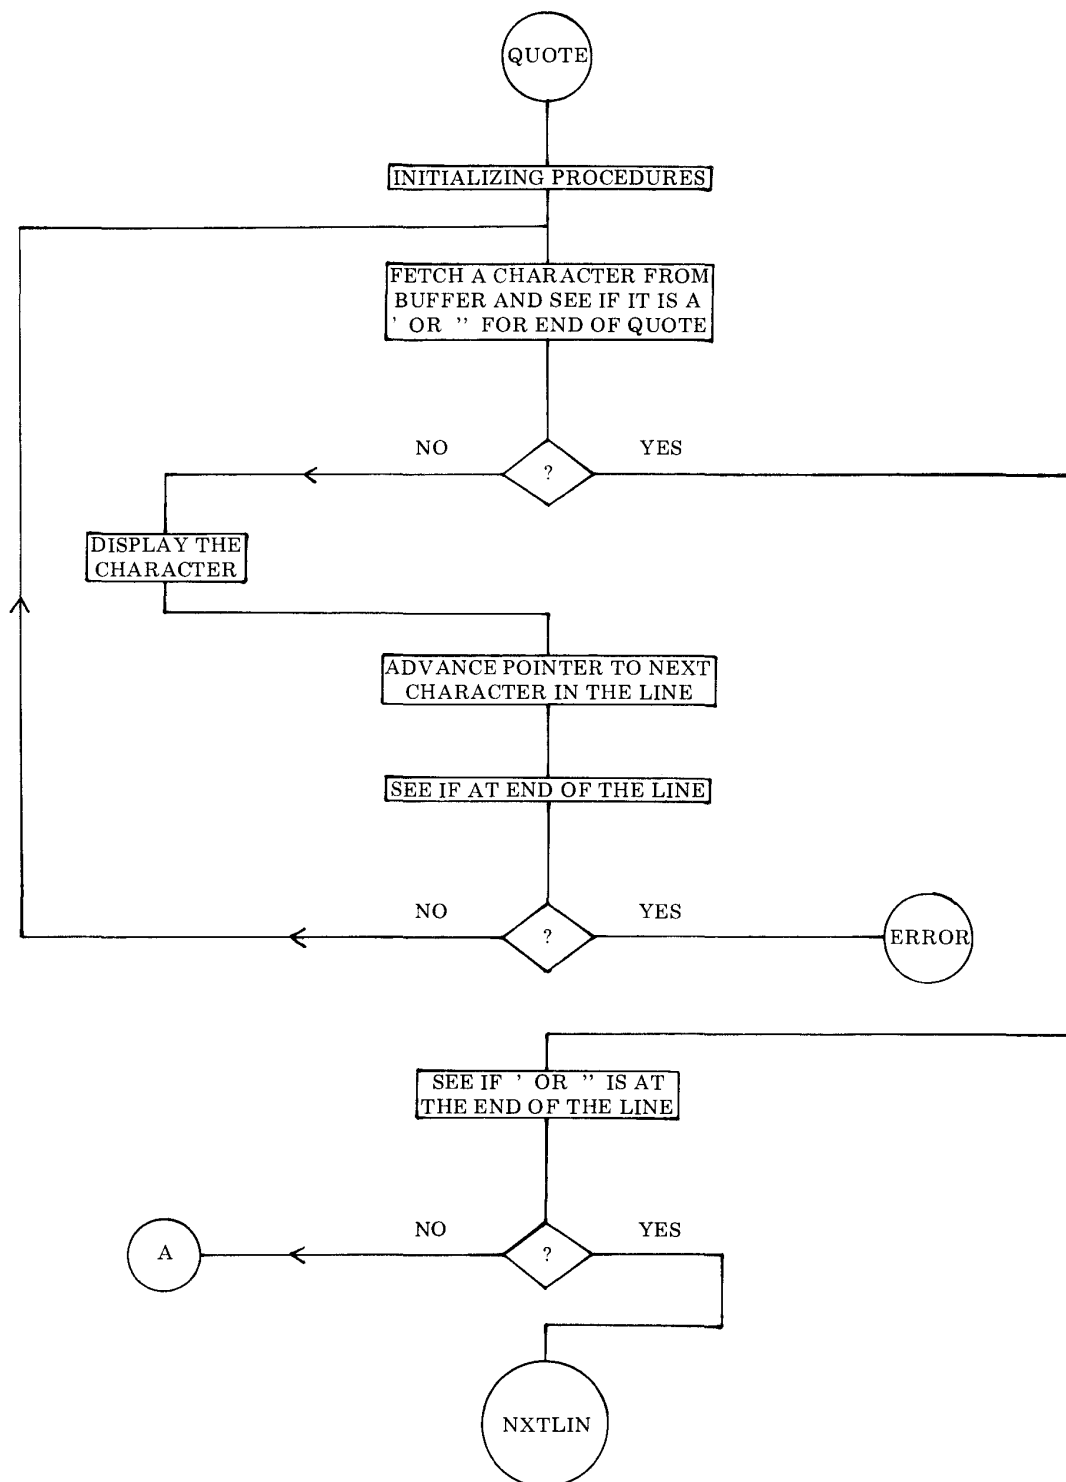 QUOTE
INITIALIZING PROCEDURES
FETCH A CHARACTER FROM
BUFFER AND SEE IF IT IS A
' OR '' FOR END OF QUOTE
NO
?
YES
DISPLAY THE
CHARACTER
ADVANCE POINTER TO NEXT
CHARACTER IN THE LINE
SEE IF AT END OF THE LINE
NO
?
YES
ERROR
SEE IF ' OR '' IS AT
THE END OF THE LINE
A
NO
?
YES
NXTLIN